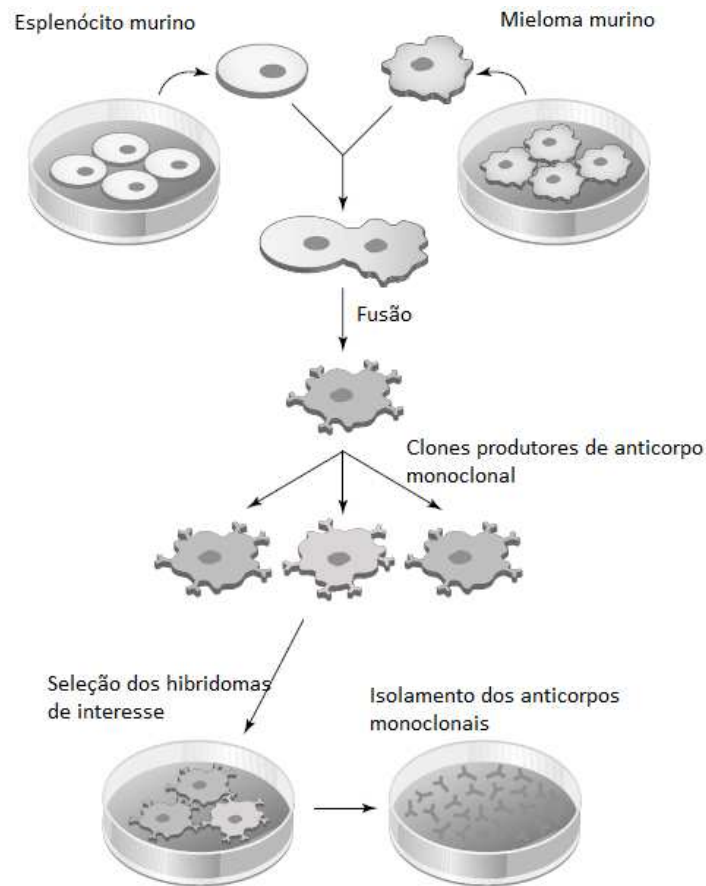 Esplenócito murino
Mieloma murino
Fusão
Clones produtores de anticorpo
monoclonal
Seleção dos hibridomas
de interesse
Isolamento dos anticorpos
monoclonais